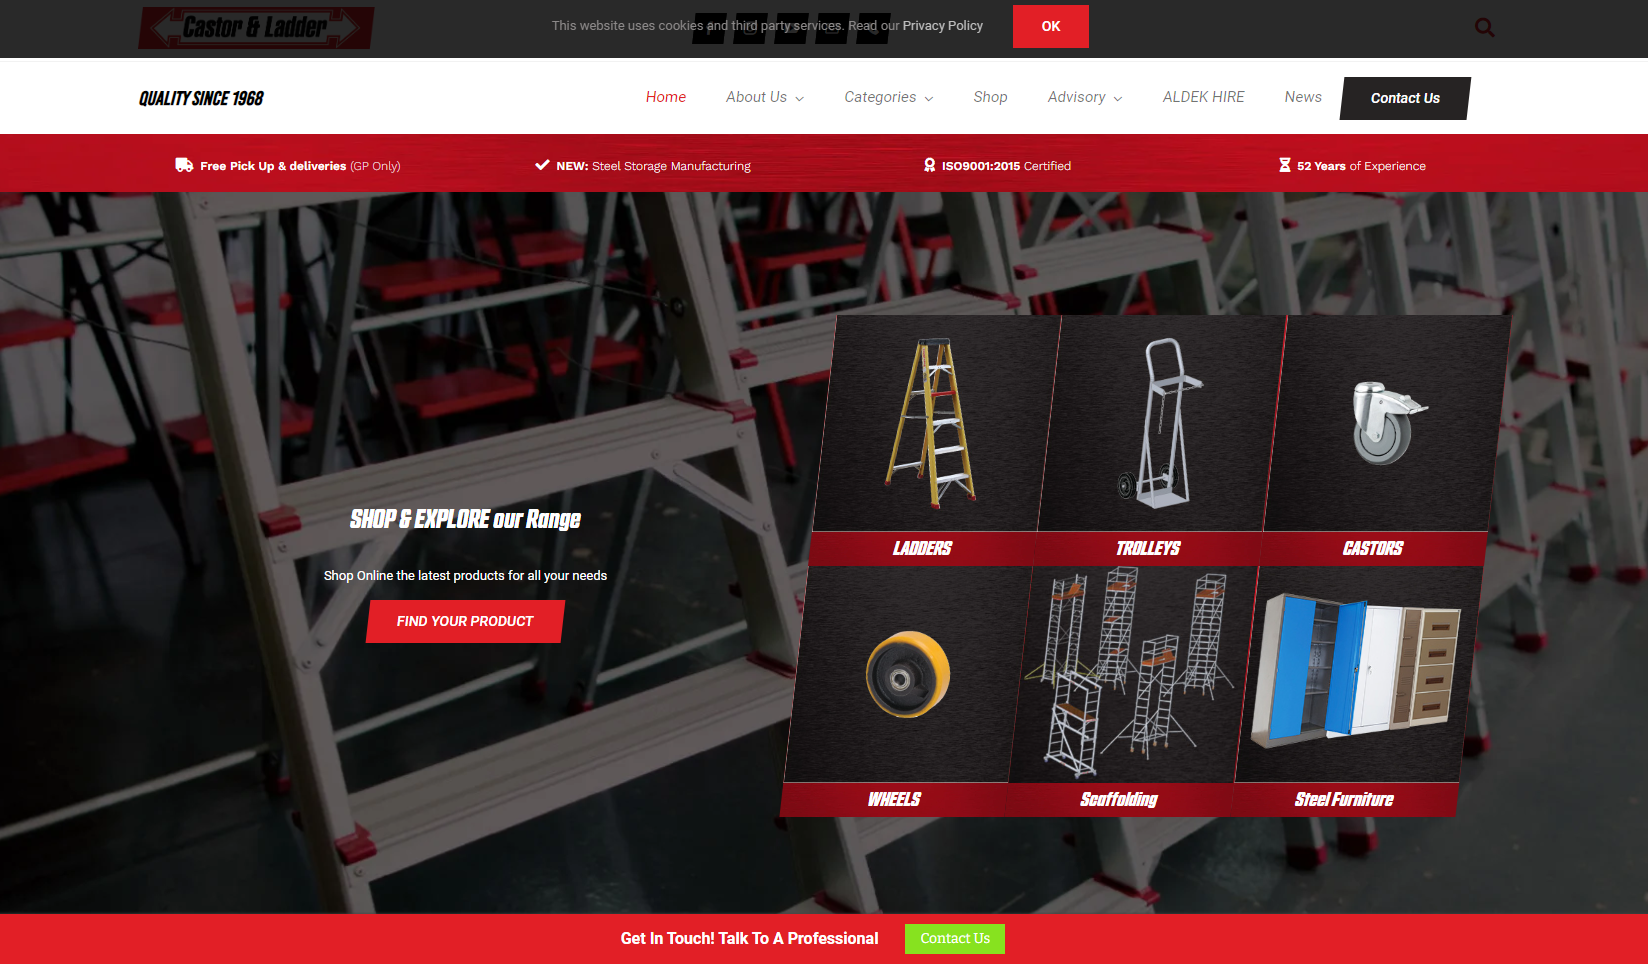 Castor & Ladder
This website uses cookies and third party services. Read our Privacy Policy
OK
QUALITY SINCE 1968
Home
About Us
Categories
Shop
Advisory
ALDEK HIRE
News
Contact Us
Free Pick Up & deliveries (GP Only)
NEW: Steel Storage Manufacturing
ISO9001:2015 Certified
52 Years of Experience
SHOP & EXPLORE our Range
Shop Online the latest products for all your needs
FIND YOUR PRODUCT
LADDERS
TROLLEYS
CASTORS
WHEELS
Scaffolding
Steel Furniture
Get In Touch! Talk To A Professional
Contact Us